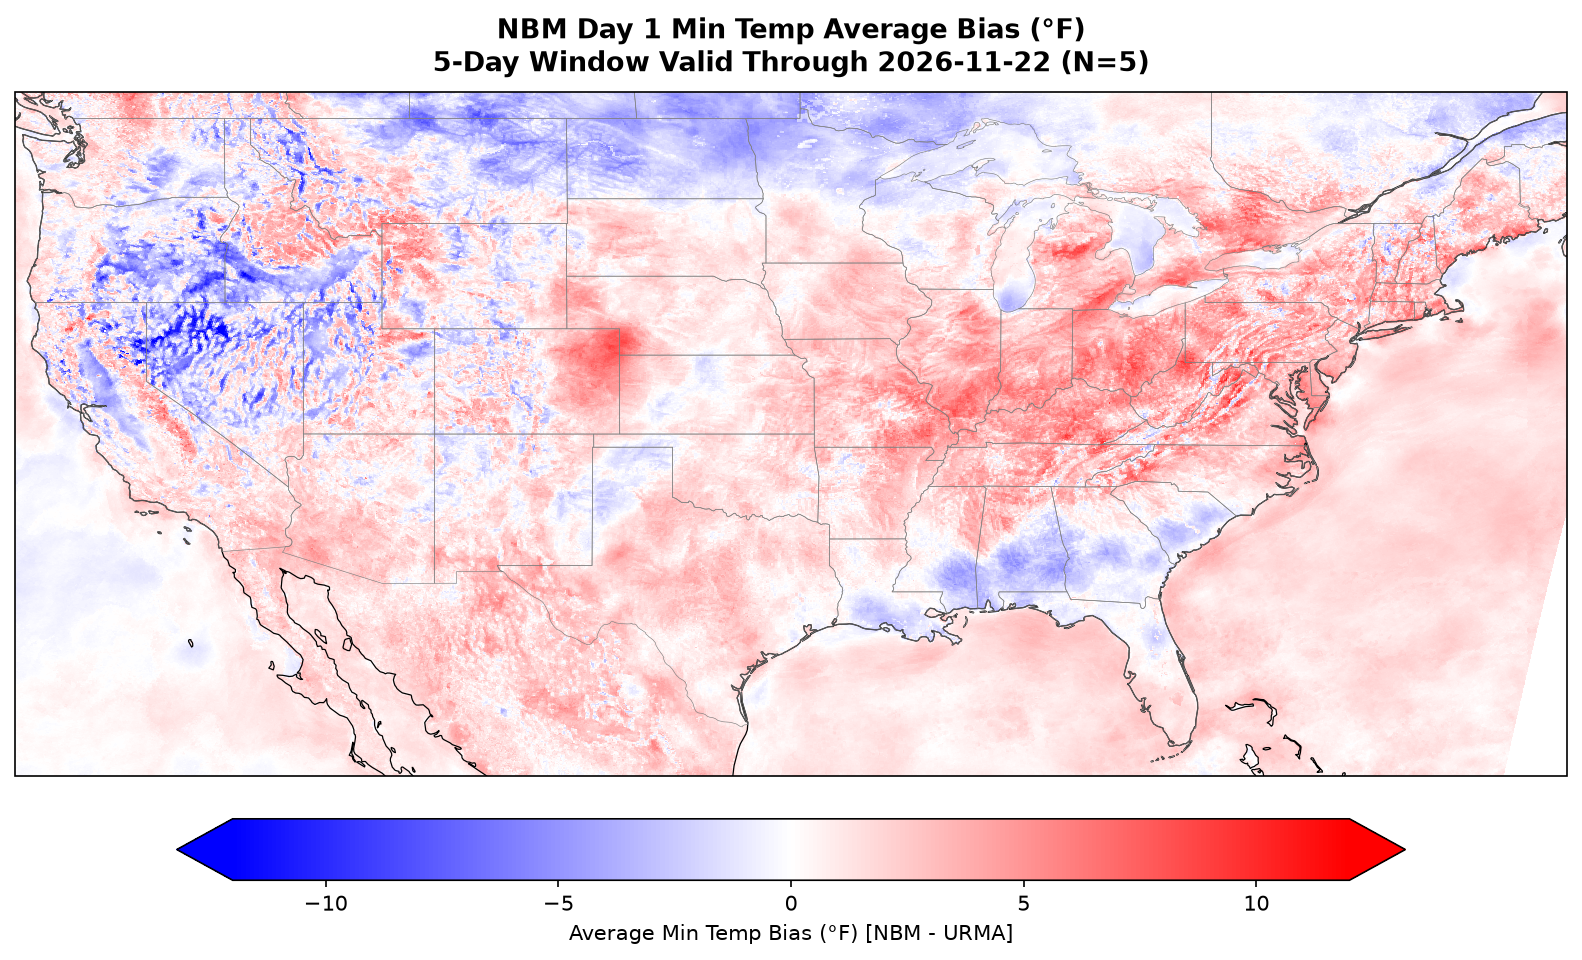 NBM Day 1 Min Temp Average Bias (°F)
5-Day Window Valid Through 2026-11-22 (N=5)
−10 −5 0 5 10
Average Min Temp Bias (°F) [NBM - URMA]